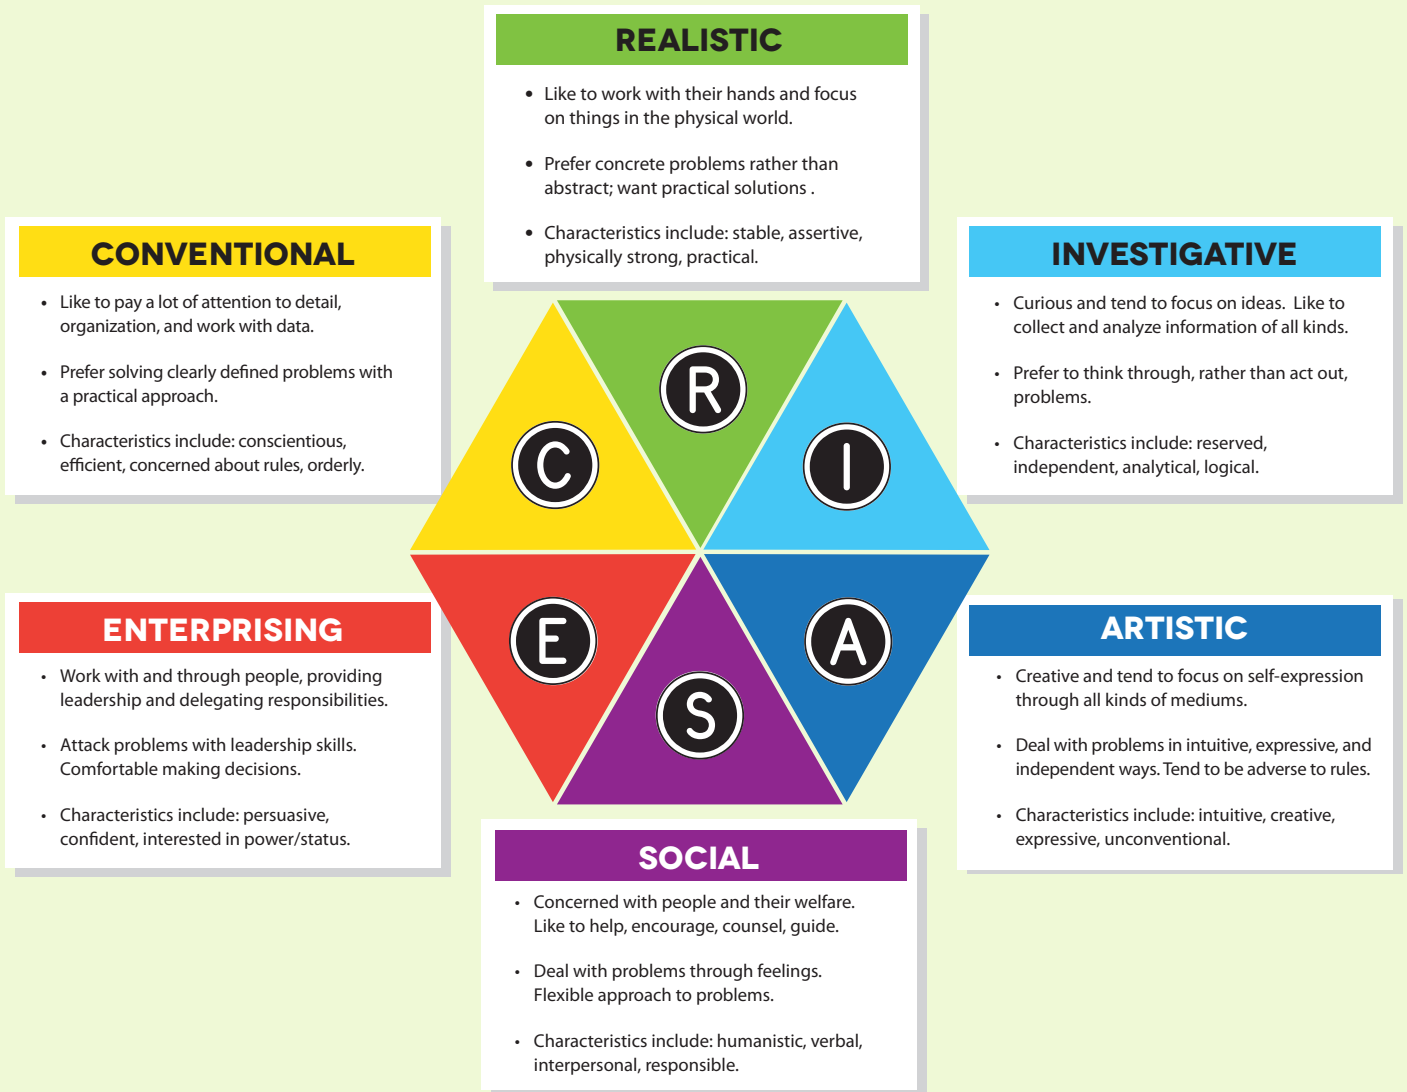 REALISTIC
• Like to work with their hands and focus
on things in the physical world.
• Prefer concrete problems rather than
abstract; want practical solutions .
• Characteristics include: stable, assertive,
physically strong, practical.
CONVENTIONAL
• Like to pay a lot of attention to detail,
organization, and work with data.
• Prefer solving clearly defined problems with
a practical approach.
• Characteristics include: conscientious,
efficient, concerned about rules, orderly.
INVESTIGATIVE
• Curious and tend to focus on ideas.  Like to
collect and analyze information of all kinds.
• Prefer to think through, rather than act out,
problems.
• Characteristics include: reserved,
independent, analytical, logical.
R
C
I
E
A
S
ENTERPRISING
• Work with and through people, providing
leadership and delegating responsibilities.
• Attack problems with leadership skills.
Comfortable making decisions.
• Characteristics include: persuasive,
confident, interested in power/status.
ARTISTIC
• Creative and tend to focus on self-expression
through all kinds of mediums.
• Deal with problems in intuitive, expressive, and
independent ways. Tend to be adverse to rules.
• Characteristics include: intuitive, creative,
expressive, unconventional.
SOCIAL
• Concerned with people and their welfare.
Like to help, encourage, counsel, guide.
• Deal with problems through feelings.
Flexible approach to problems.
• Characteristics include: humanistic, verbal,
interpersonal, responsible.